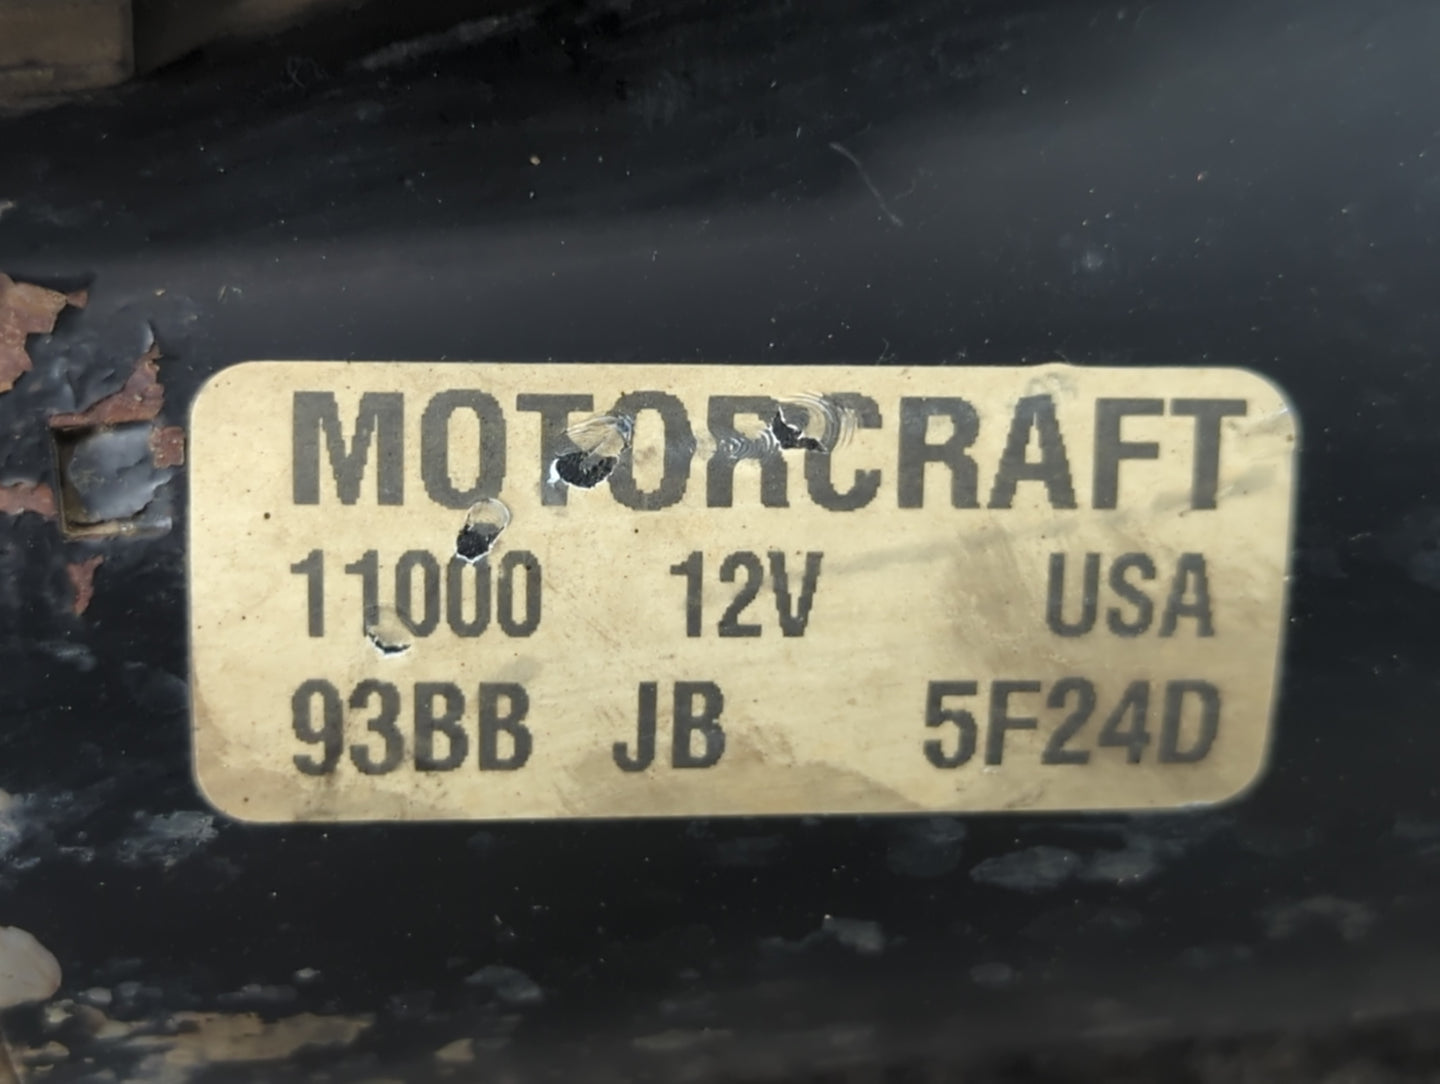 MOTORCRAFT
11000 12V USA
93BB JB 5F24D